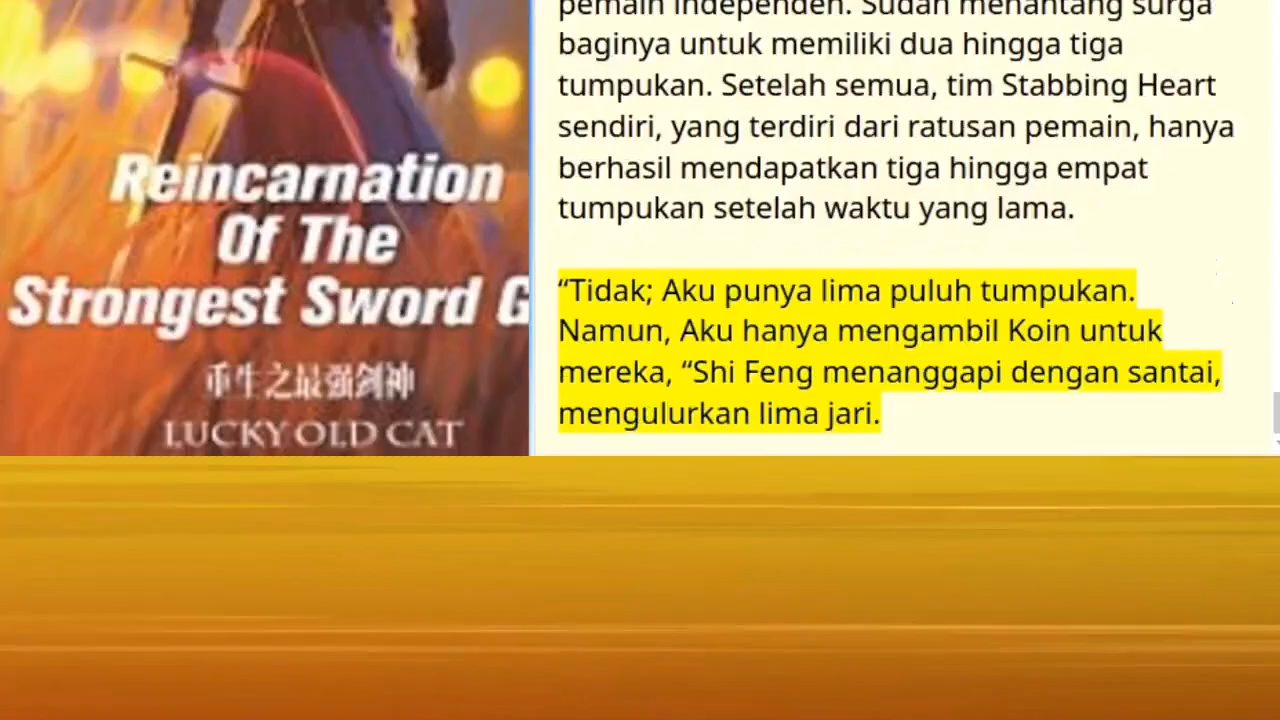 Reincarnation
Of The
Strongest Sword G
重生之最强剑神
LUCKY OLD CAT
pemain independen. Sudah menantang surga
baginya untuk memiliki dua hingga tiga
tumpukan. Setelah semua, tim Stabbing Heart
sendiri, yang terdiri dari ratusan pemain, hanya
berhasil mendapatkan tiga hingga empat
tumpukan setelah waktu yang lama.
“Tidak; Aku punya lima puluh tumpukan.
Namun, Aku hanya mengambil Koin untuk
mereka, “Shi Feng menanggapi dengan santai,
mengulurkan lima jari.